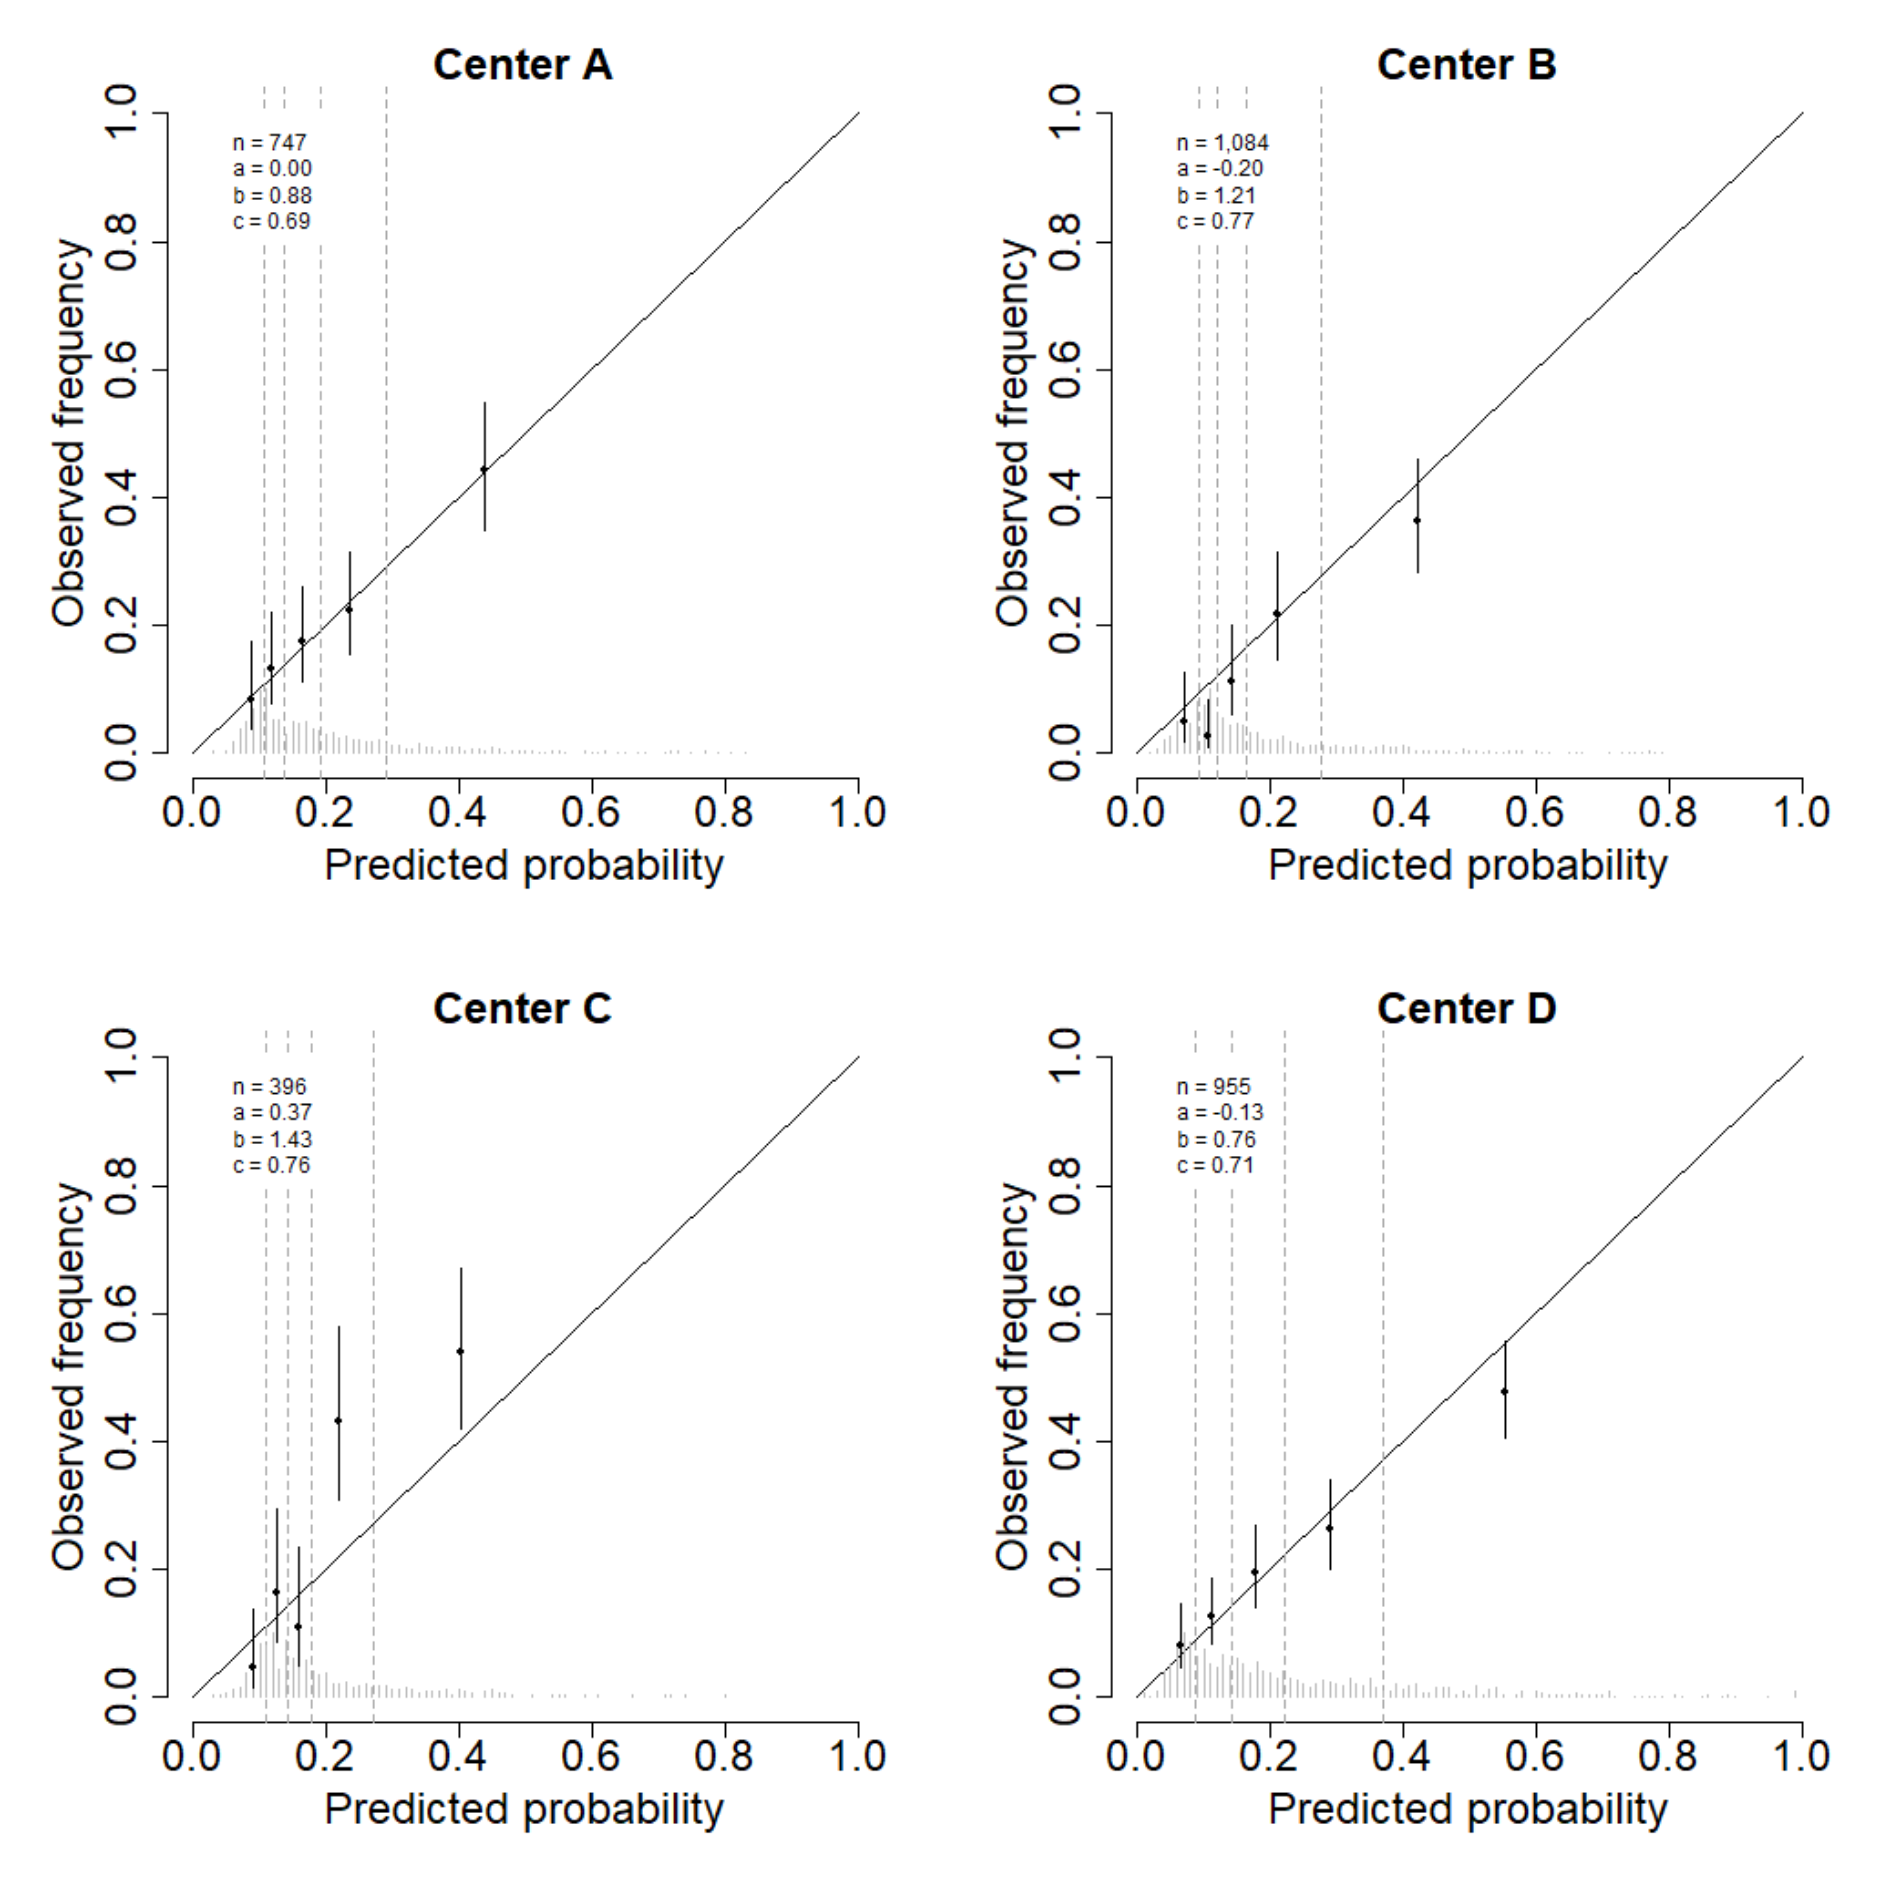 Center A
n = 747
a = 0.00
b = 0.88
c = 0.69
Observed frequency
1.0
0.8
0.6
0.4
0.2
0.0
0.0 0.2 0.4 0.6 0.8 1.0
Predicted probability
Center B
n = 1,084
a = -0.20
b = 1.21
c = 0.77
Observed frequency
1.0
0.8
0.6
0.4
0.2
0.0
0.0 0.2 0.4 0.6 0.8 1.0
Predicted probability
Center C
n = 396
a = 0.37
b = 1.43
c = 0.76
Observed frequency
1.0
0.8
0.6
0.4
0.2
0.0
0.0 0.2 0.4 0.6 0.8 1.0
Predicted probability
Center D
n = 955
a = -0.13
b = 0.76
c = 0.71
Observed frequency
1.0
0.8
0.6
0.4
0.2
0.0
0.0 0.2 0.4 0.6 0.8 1.0
Predicted probability